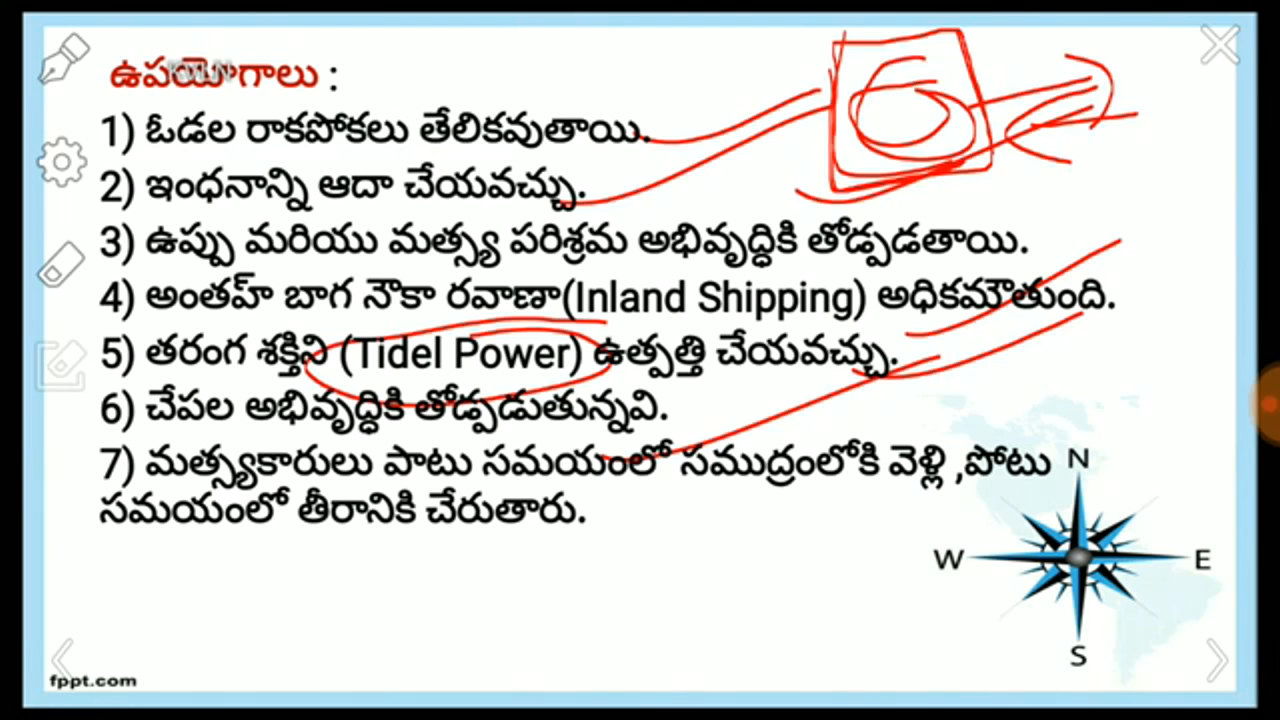 ఉపయోగాలు :
1) ఓడల రాకపోకలు తేలికవుతాయి.
2) ఇంధనాన్ని ఆదా చేయవచ్చు.
3) ఉప్పు మరియు మత్స్య పరిశ్రమ అభివృద్ధికి తోడ్పడతాయి.
4) అంతహ్ బాగ నౌకా రవాణా(Inland Shipping) అధికమౌతుంది.
5) తరంగ శక్తిని (Tidel Power) ఉత్పత్తి చేయవచ్చు.
6) చేపల అభివృద్ధికి తోడ్పడుతున్నవి.
7) మత్స్యకారులు పాటు సమయంలో సముద్రంలోకి వెళ్లి ,పోటు
సమయంలో తీరానికి చేరుతారు.
N
W E
S
fppt.com